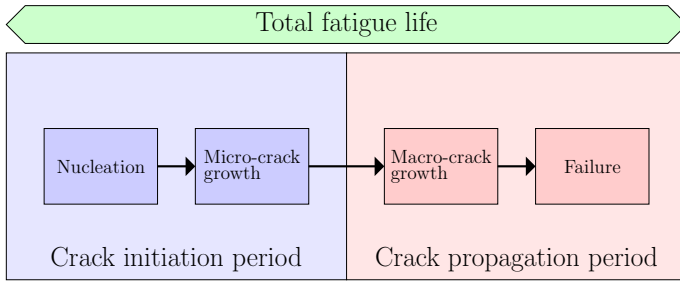 Total fatigue life
Nucleation
Micro-crack
growth
Macro-crack
growth
Failure
Crack initiation period
Crack propagation period